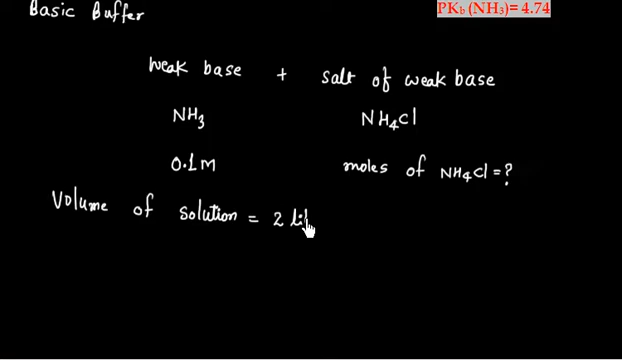 Basic Buffer
PKb (NH3)= 4.74
weak base + salt of weak base
NH3 NH4Cl
0.1M moles of NH4Cl = ?
Volume of solution = 2 lit